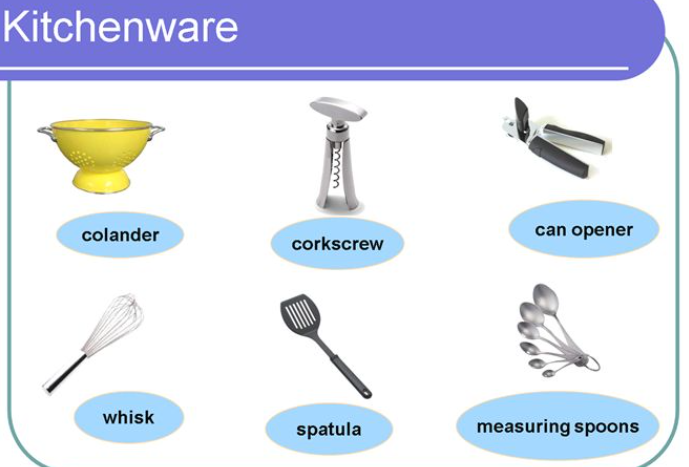 Kitchenware
colander
corkscrew
can opener
whisk
spatula
measuring spoons